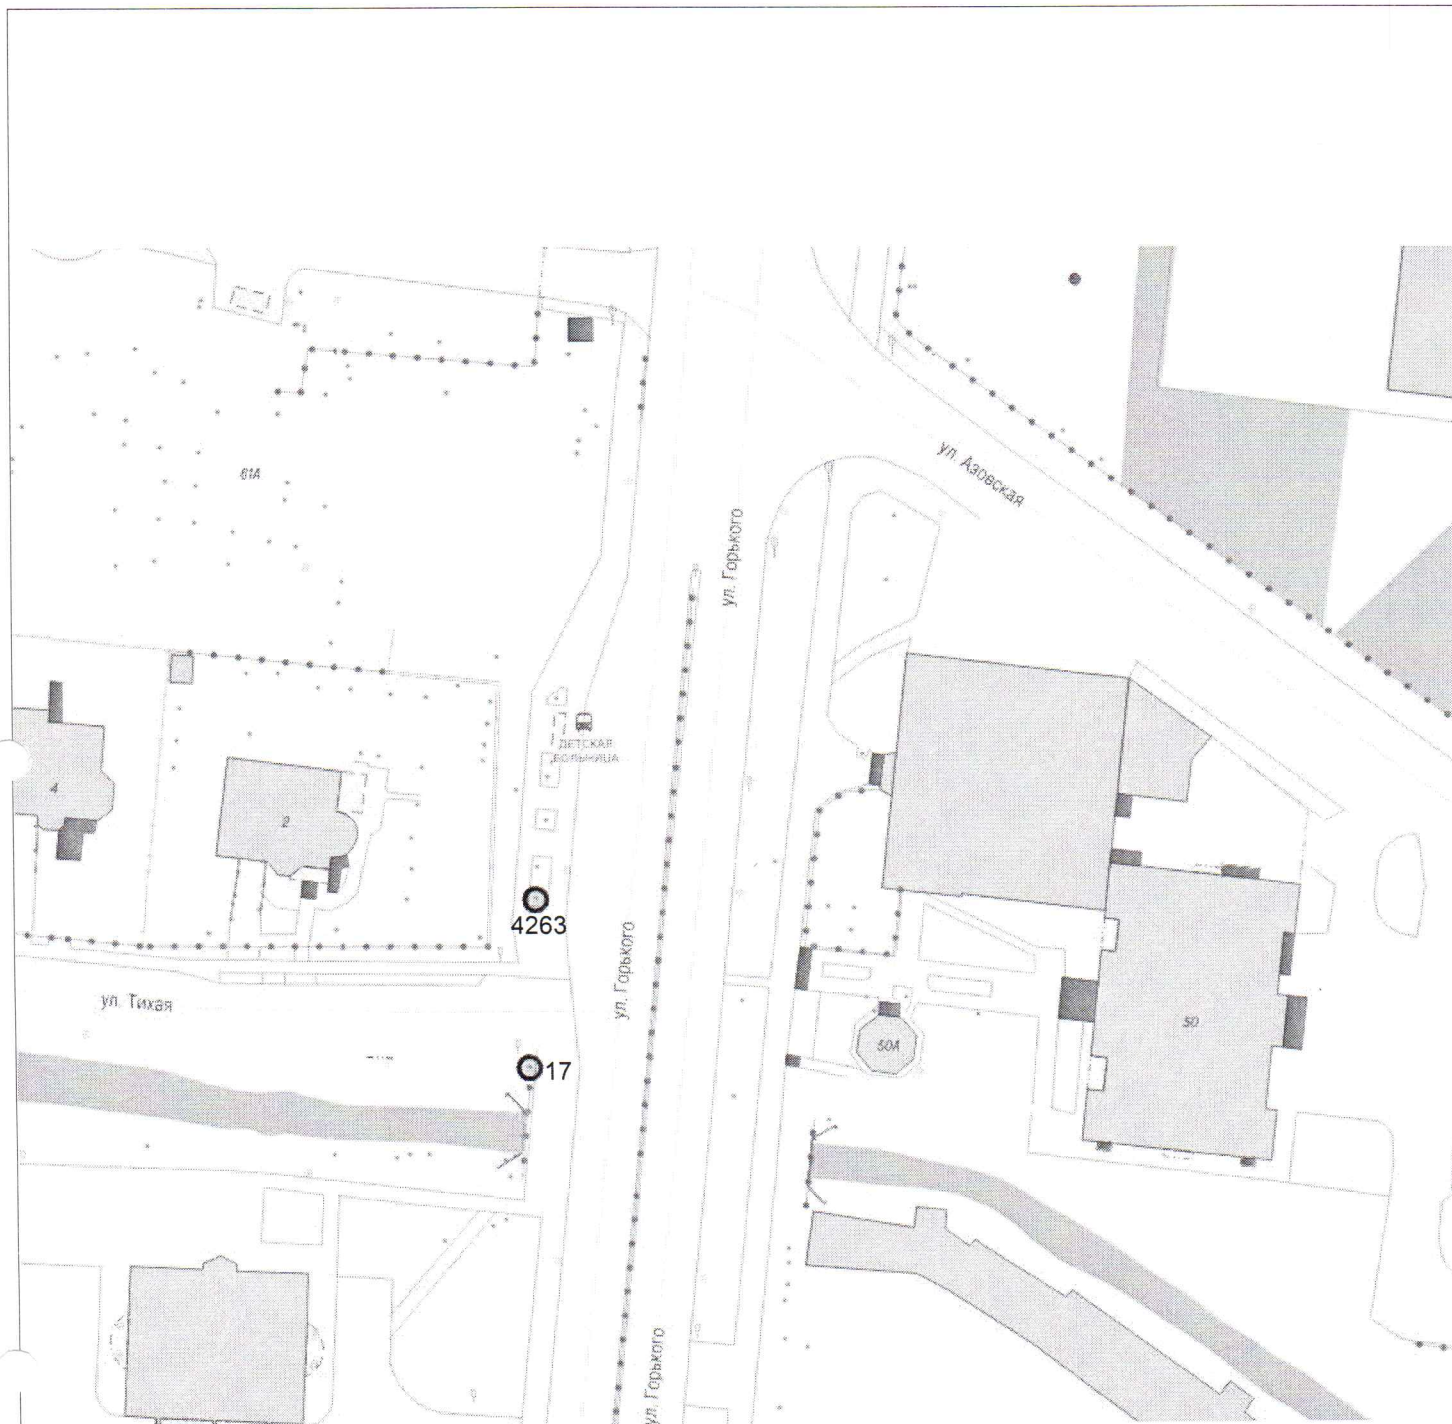 61А
ул. Азовская
ул. Горького
ДЕТСКАЯ
БОЛЬНИЦА
4
2
4263
ул. Горького
ул. Тихая
50
50А
17
ул. Горького